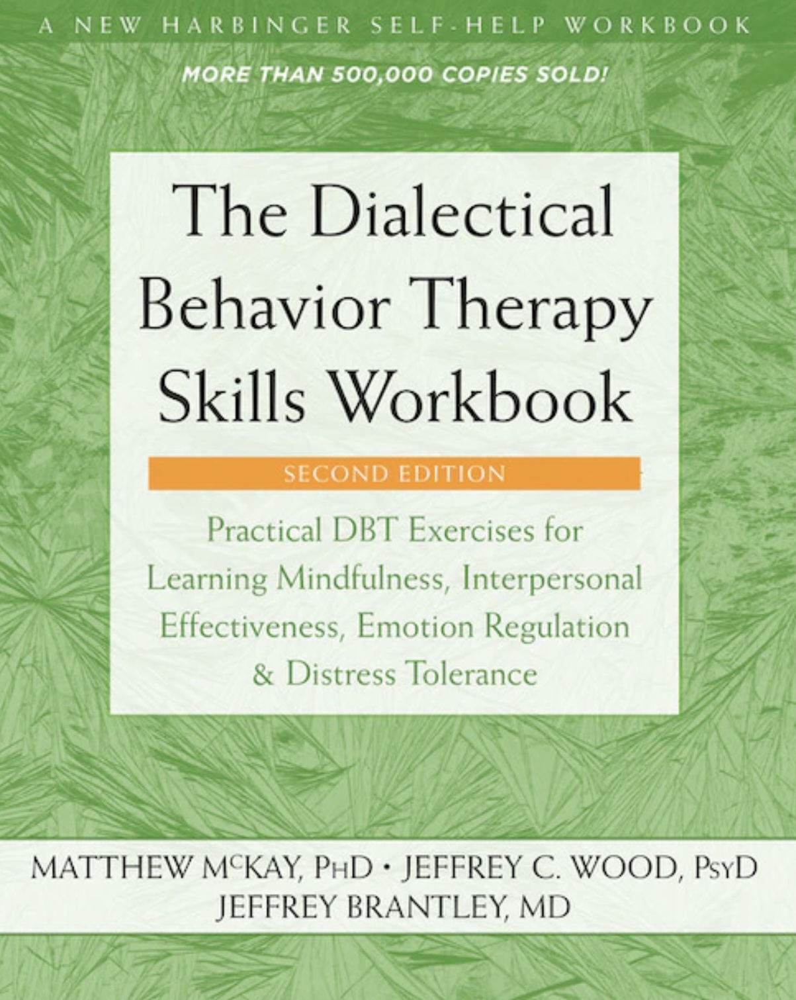 A NEW HARBINGER SELF-HELP WORKBOOK
MORE THAN 500,000 COPIES SOLD!
The Dialectical
Behavior Therapy
Skills Workbook
SECOND EDITION
Practical DBT Exercises for
Learning Mindfulness, Interpersonal
Effectiveness, Emotion Regulation
& Distress Tolerance
MATTHEW McKAY, PhD • JEFFREY C. WOOD, PsyD
JEFFREY BRANTLEY, MD